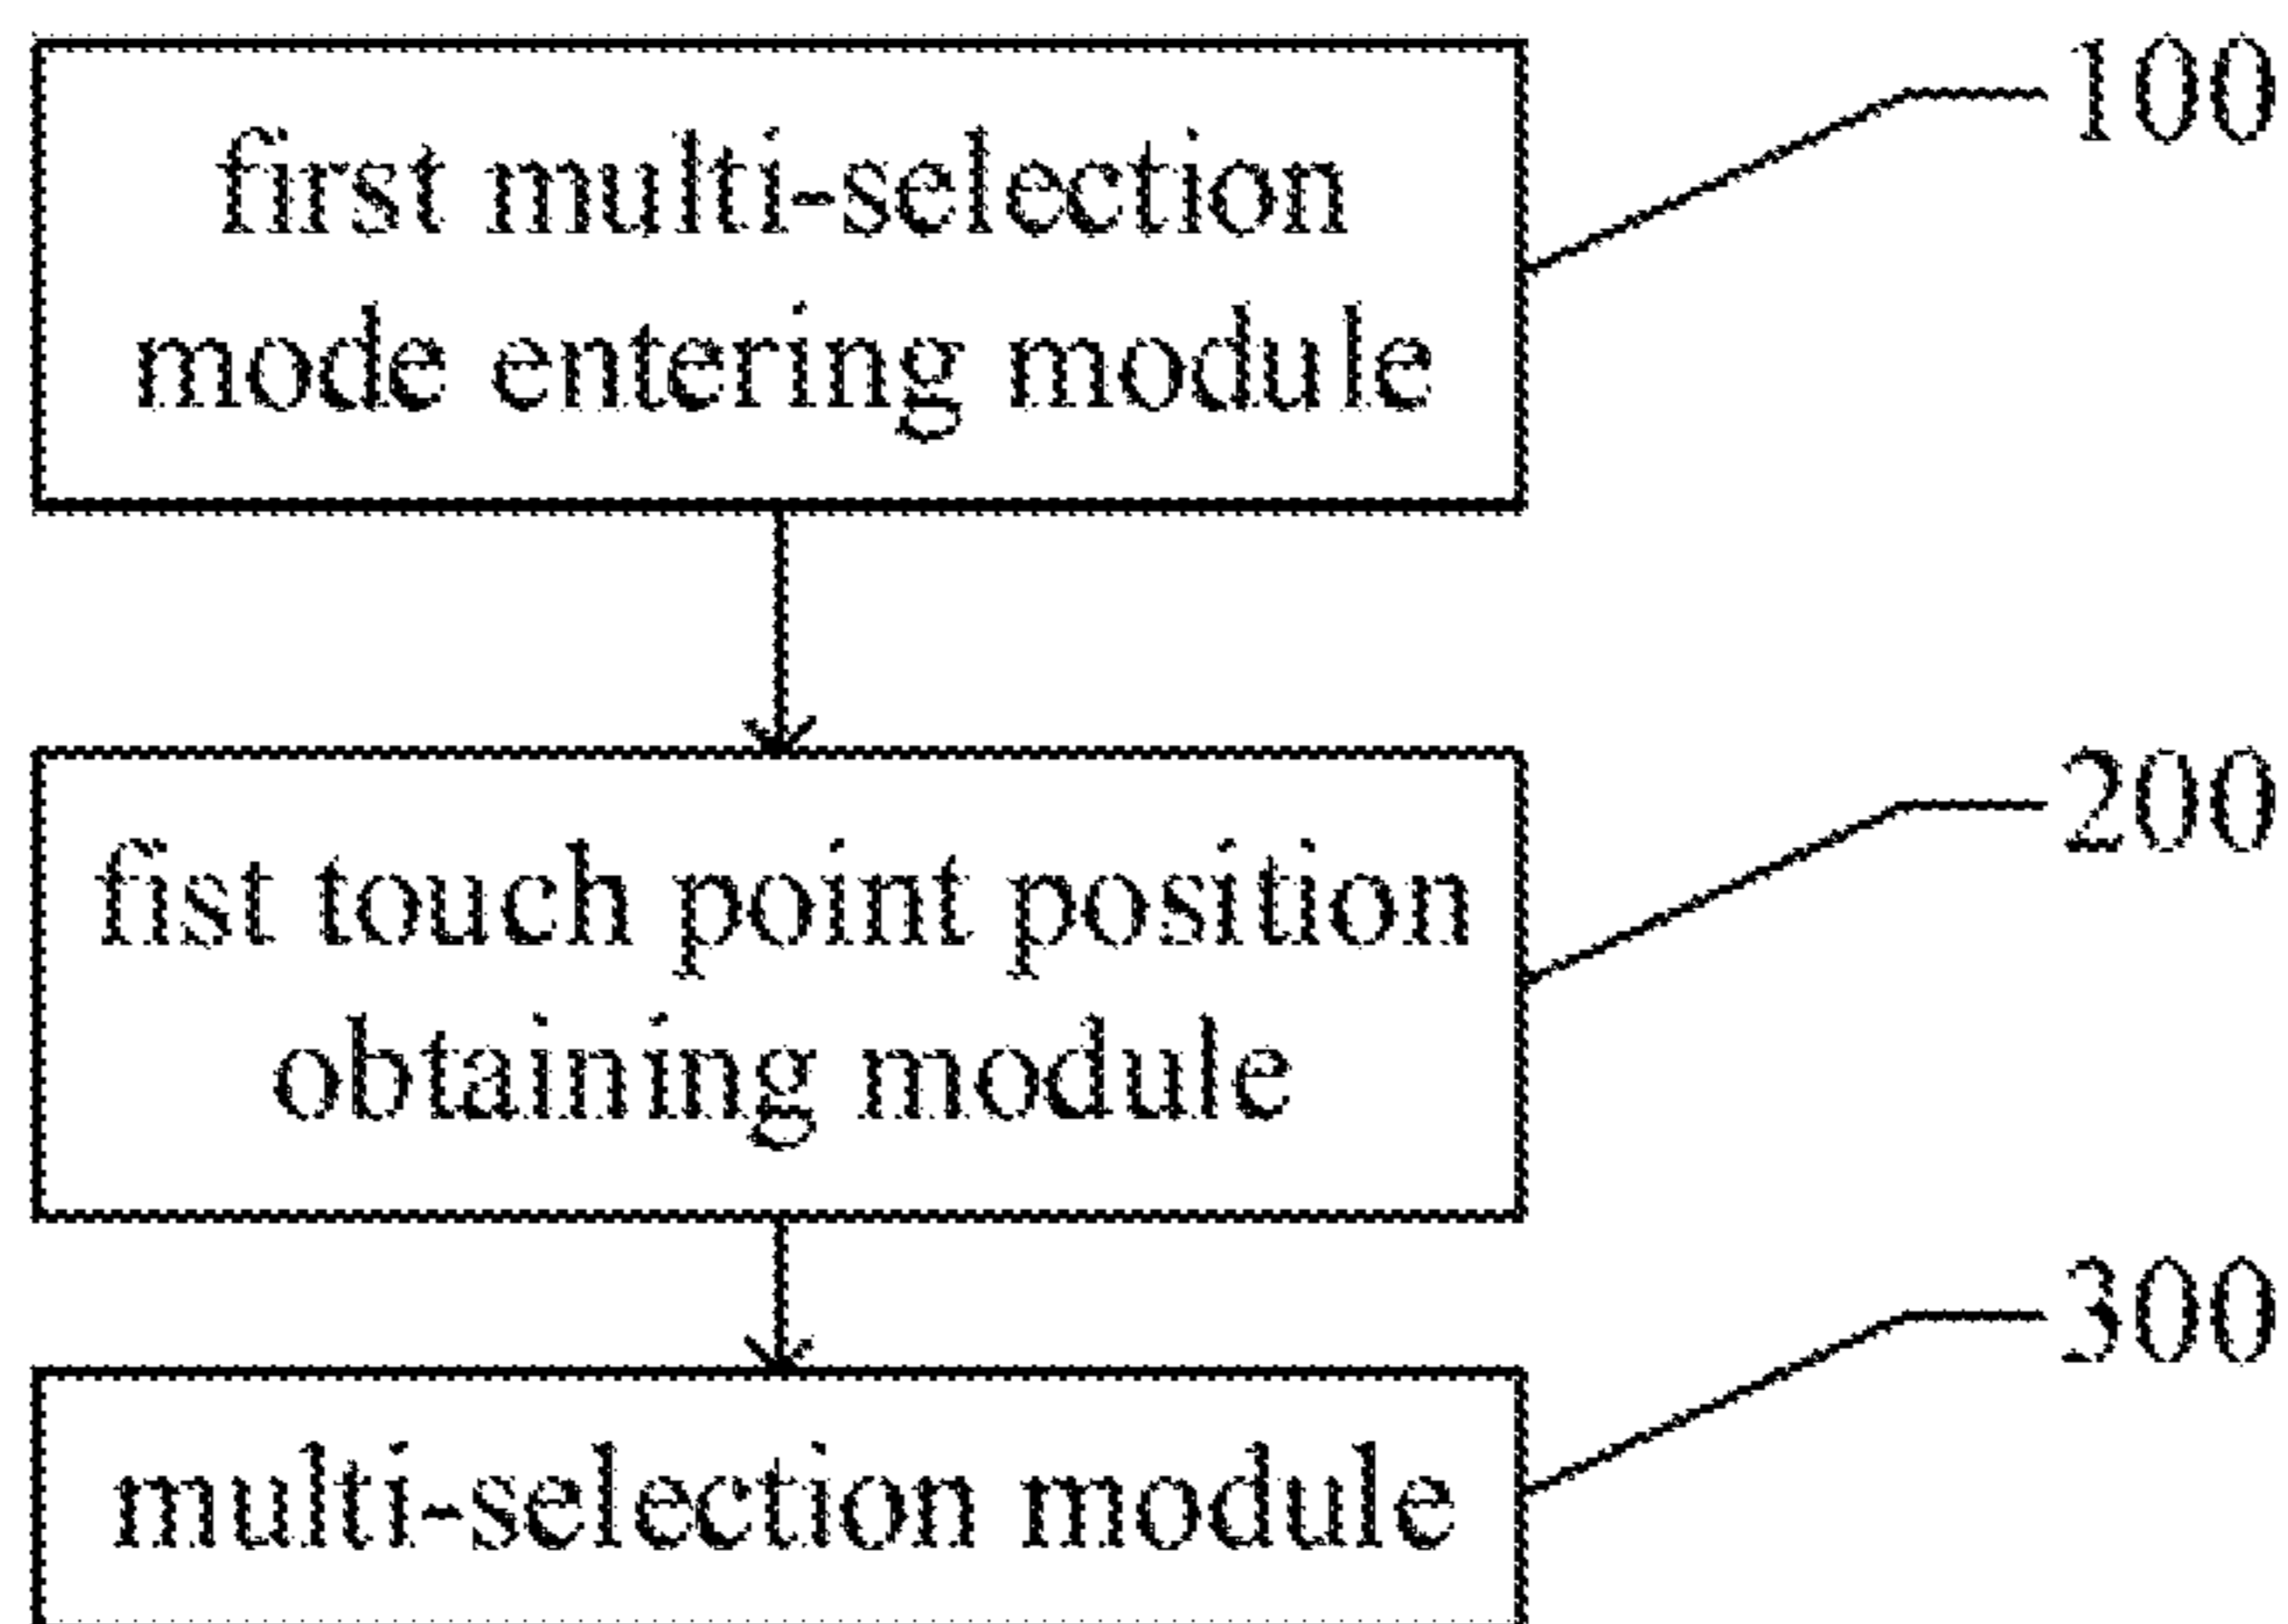 100
first multi-selection
mode entering module
200
fist touch point position
obtaining module
300
multi-selection module